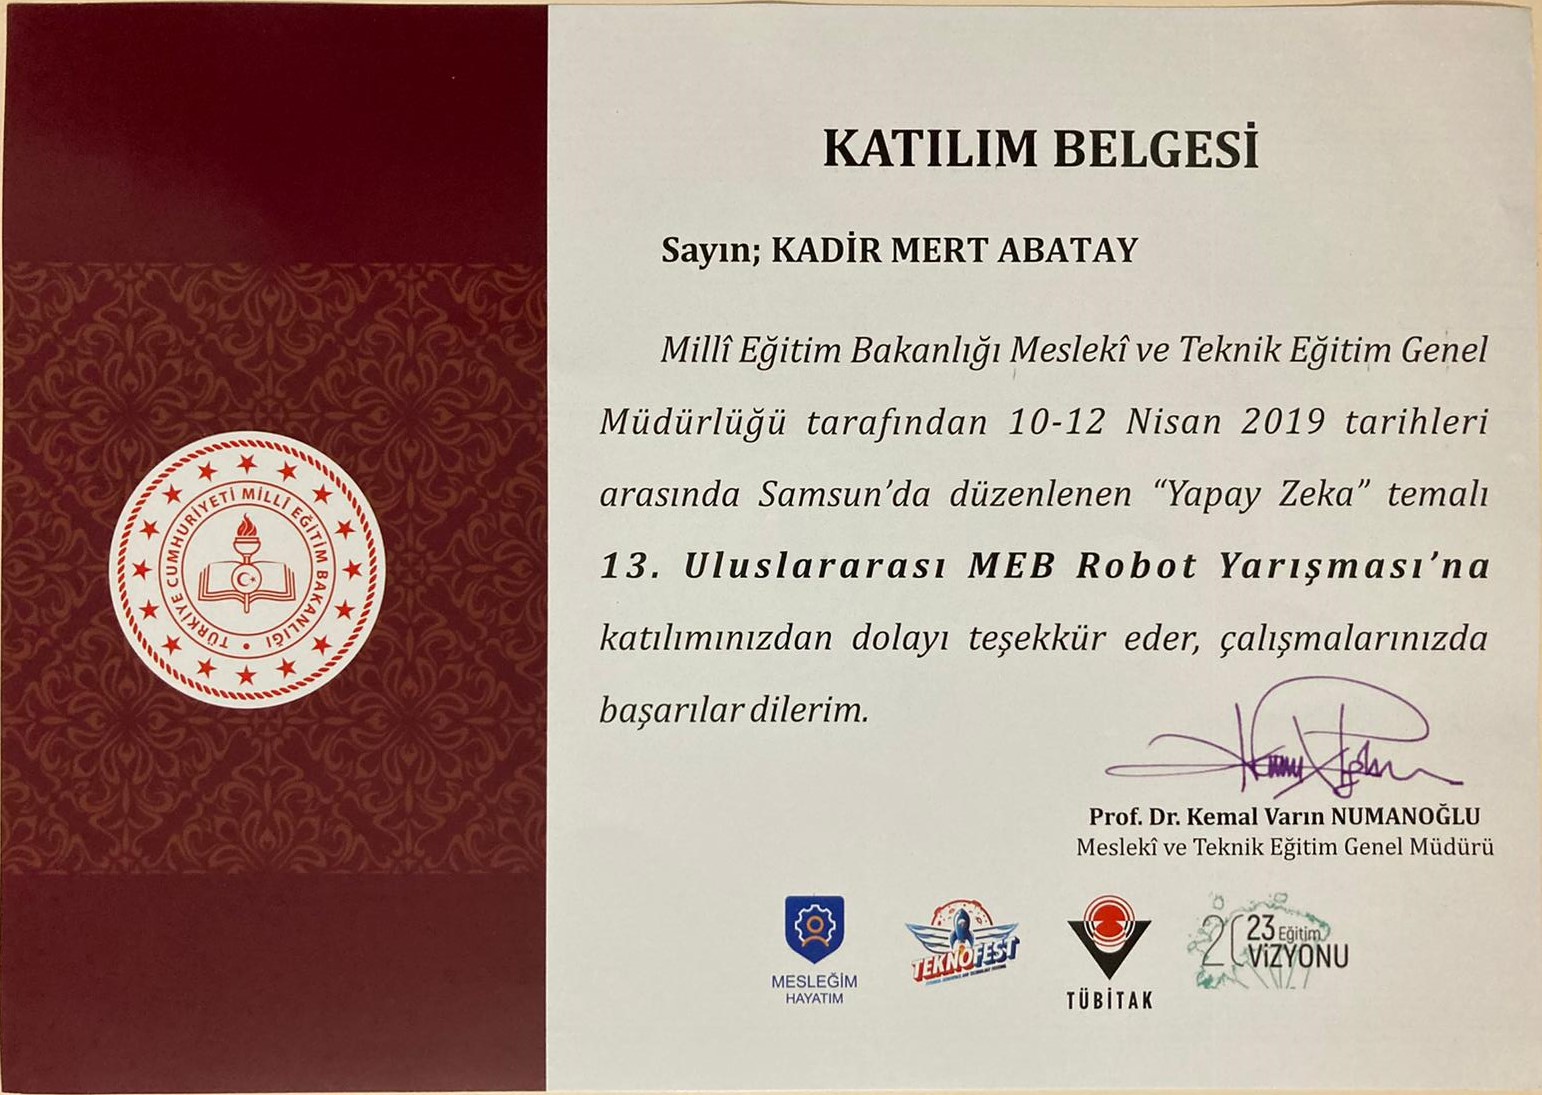 KATILIM BELGESİ
Sayın; KADİR MERT ABATAY
Millî Eğitim Bakanlığı Meslekî ve Teknik Eğitim Genel
Müdürlüğü tarafından 10-12 Nisan 2019 tarihleri
arasında Samsun’da düzenlenen “Yapay Zeka” temalı
13. Uluslararası MEB Robot Yarışması’na
katılımınızdan dolayı teşekkür eder, çalışmalarınızda
başarılar dilerim.
Prof. Dr. Kemal Varın NUMANOĞLU
Meslekî ve Teknik Eğitim Genel Müdürü
TÜRKİYE CUMHURİYETİ MİLLÎ EĞİTİM BAKANLIĞI
MESLEĞİM
HAYATIM
TEKNOFEST
TÜBİTAK
2023 Eğitim
VİZYONU